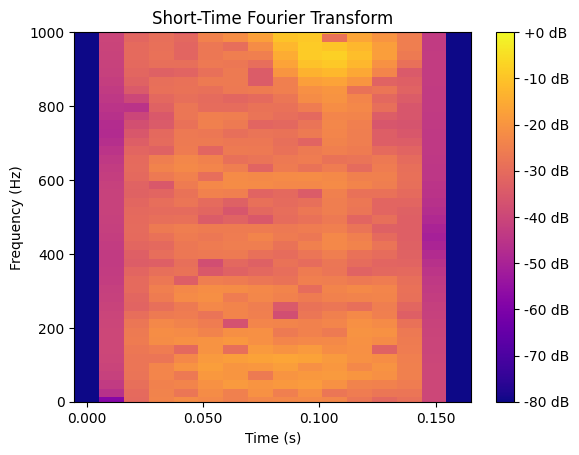 Short-Time Fourier Transform
Frequency (Hz)
1000
800
600
400
200
0
0.000
0.050
0.100
0.150
Time (s)
+0 dB
-10 dB
-20 dB
-30 dB
-40 dB
-50 dB
-60 dB
-70 dB
-80 dB